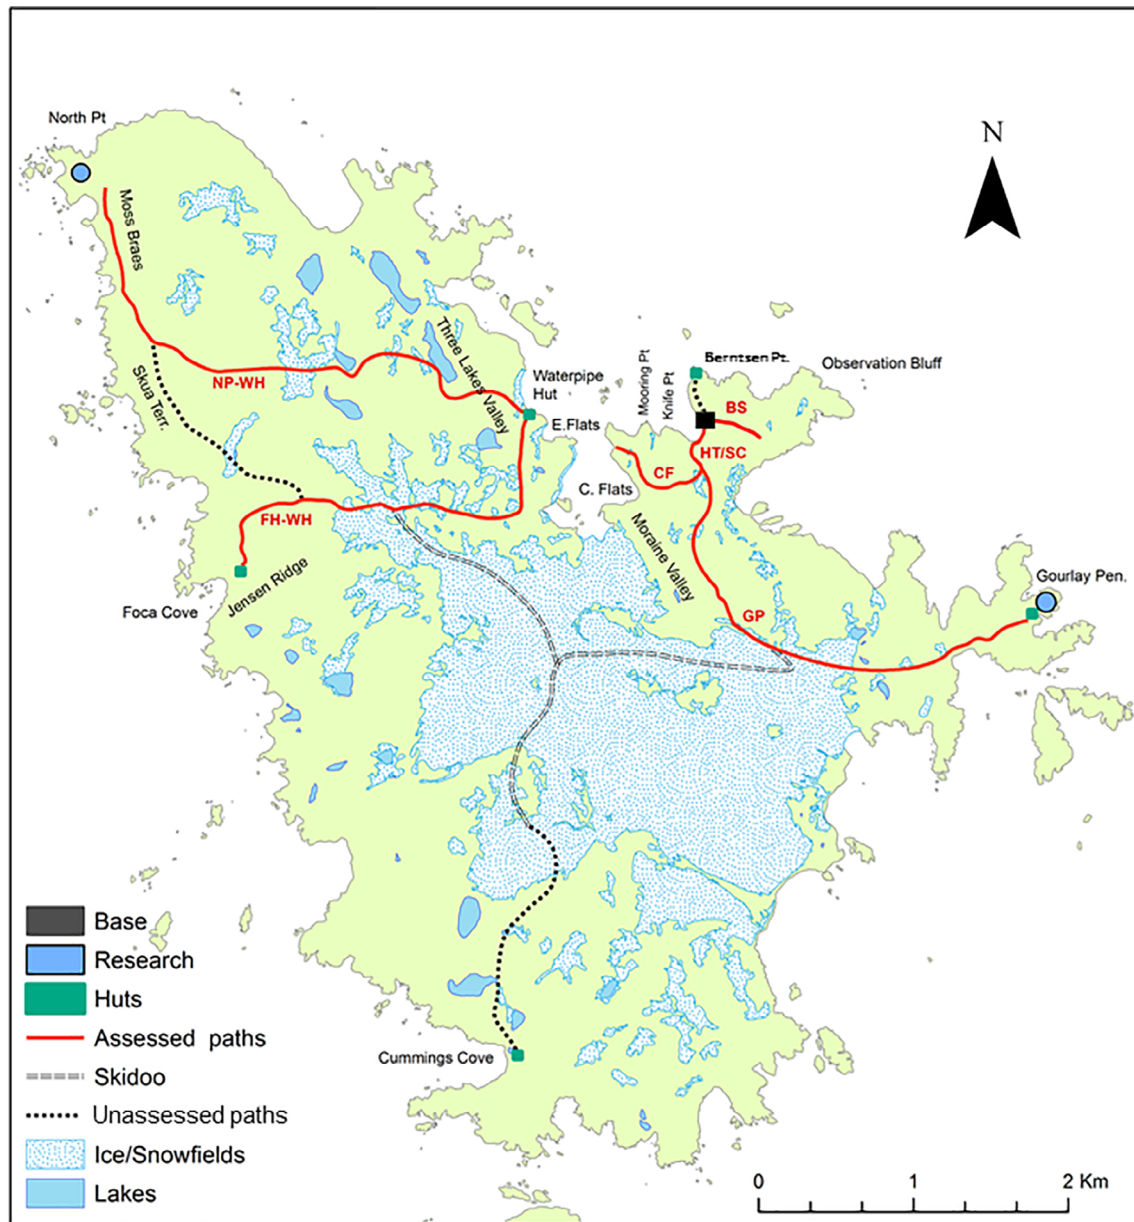 North Pt
N
Moss Braes
Three Lakes Valley
Mooring Pt
Knife Pt
Berntsen Pt.
Observation Bluff
Skua Terr.
NP-WH
Waterpipe
Hut
E.Flats
BS
HT/SC
CF
C. Flats
FH-WH
Moraine Valley
Jensen Ridge
Foca Cove
Gourlay Pen.
GP
Base
Research
Huts
Assessed paths
Skidoo
Cummings Cove
Unassessed paths
Ice/Snowfields
Lakes
0 1 2 Km